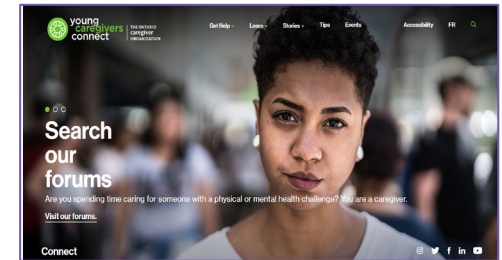 young
caregivers
connect
THE ONTARIO
caregiver
ORGANIZATION
Get Help
Learn
Stories
Tips
Events
Accessibility
FR
Search
our
forums
Are you spending time caring for someone with a physical or mental health challenge? You are a caregiver.
Visit our forums.
Connect